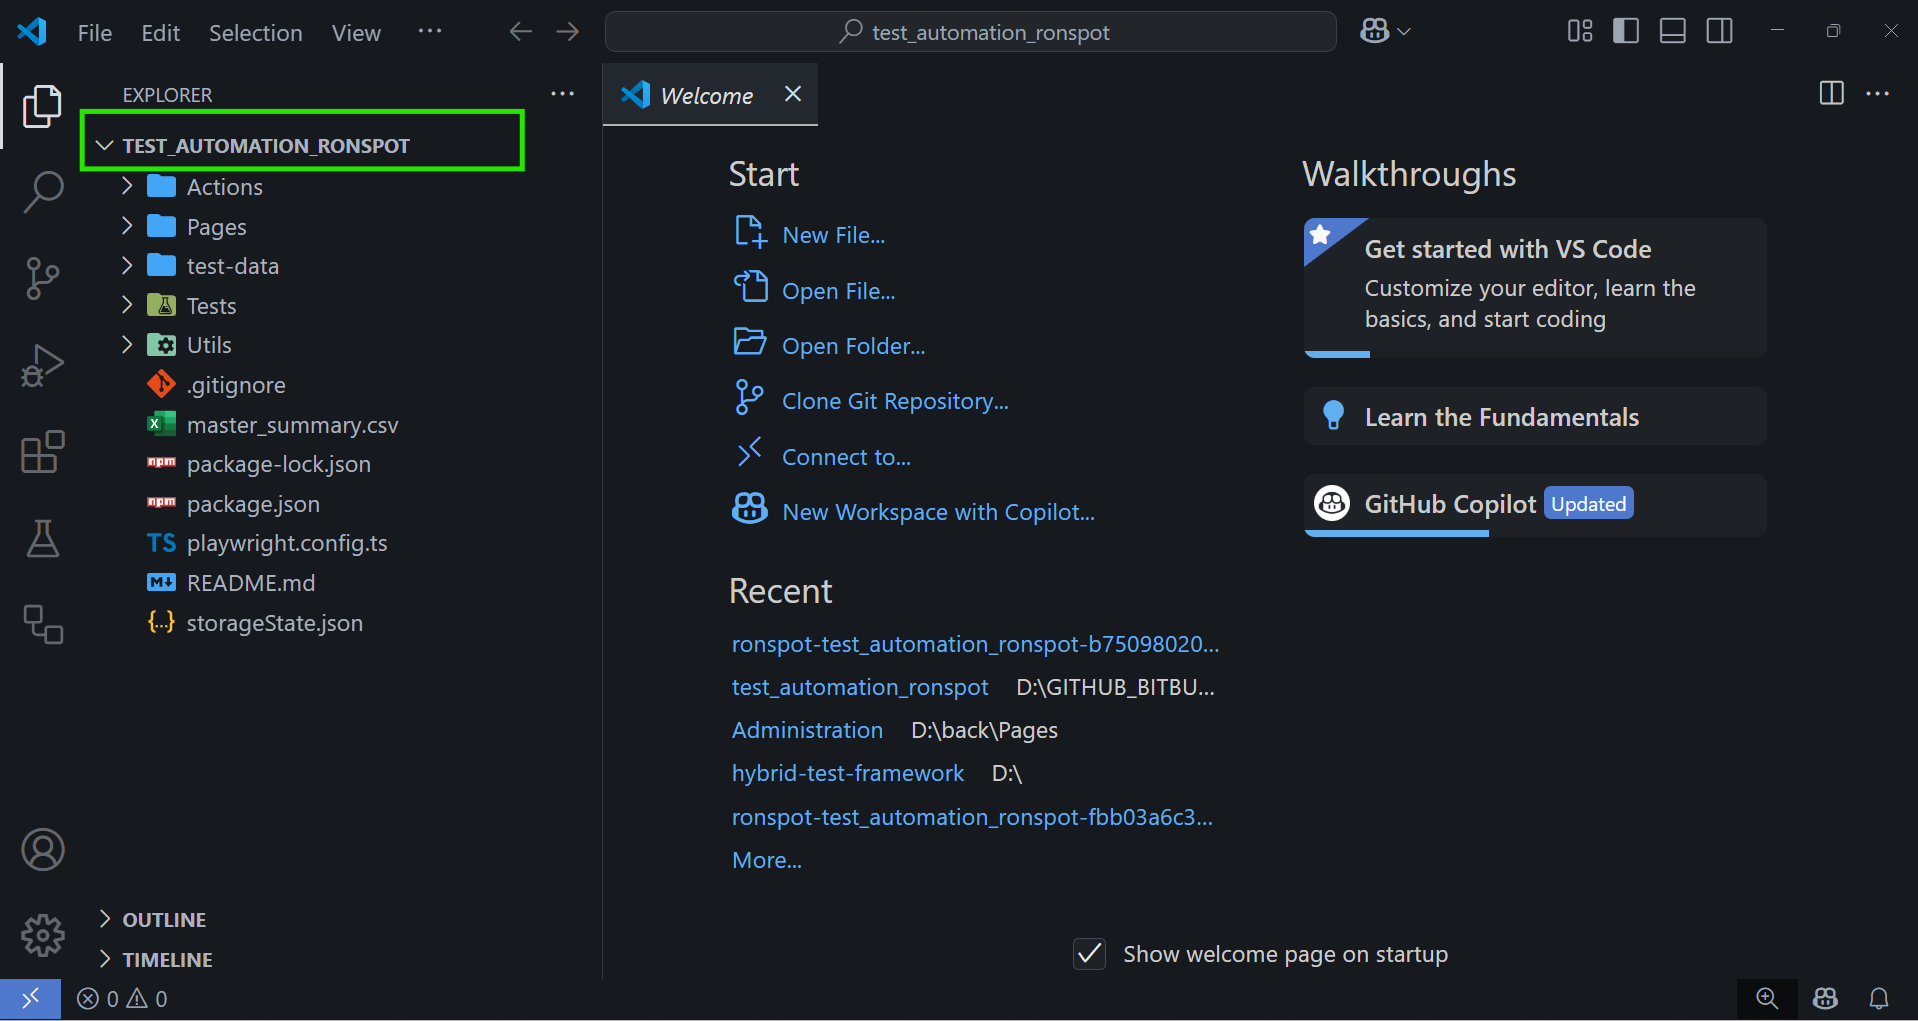 File Edit Selection View ···
test_automation_ronspot
EXPLORER
TEST_AUTOMATION_RONSPOT
Actions
Pages
test-data
Tests
Utils
.gitignore
master_summary.csv
package-lock.json
package.json
TS playwright.config.ts
README.md
{...} storageState.json
OUTLINE
TIMELINE
Welcome
Start
New File...
Open File...
Open Folder...
Clone Git Repository...
Connect to...
New Workspace with Copilot...
Recent
ronspot-test_automation_ronspot-b75098020...
test_automation_ronspot D:\GITHUB_BITBU...
Administration D:\back\Pages
hybrid-test-framework D:\
ronspot-test_automation_ronspot-fbb03a6c3...
More...
Walkthroughs
Get started with VS Code
Customize your editor, learn the
basics, and start coding
Learn the Fundamentals
GitHub Copilot Updated
Show welcome page on startup
0 0